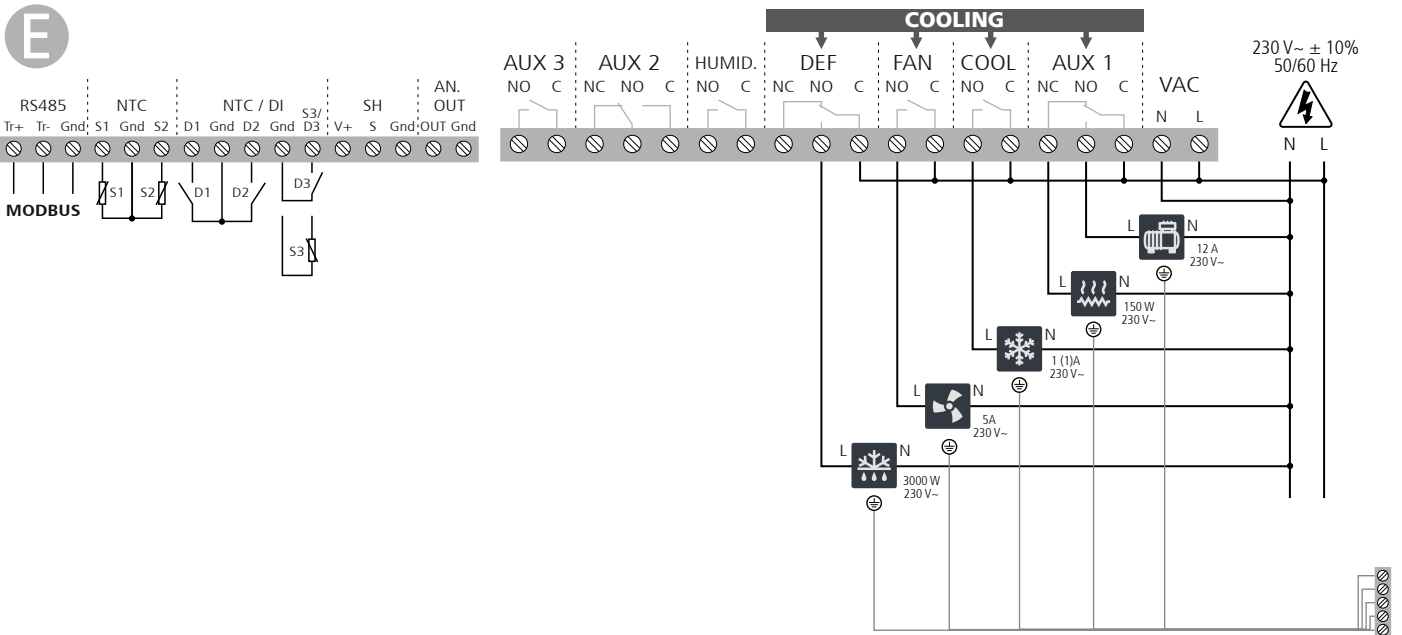 E
COOLING
AUX 3 AUX 2 HUMID. DEF FAN COOL AUX 1 VAC
230 V~ ± 10%
50/60 Hz
NO C NC NO C NO C NC NO C NO C NO C NC NO C N L
N L
RS485 NTC NTC / DI SH AN. OUT
Tr+ Tr- Gnd S1 Gnd S2 D1 Gnd D2 Gnd S3/ D3 V+ S Gnd OUT Gnd
MODBUS
S1 S2 D1 D2 D3
S3
L N
12 A
230 V~
L N
150 W
230 V~
L N
1 (1)A
230 V~
L N
5A
230 V~
L N
3000 W
230 V~